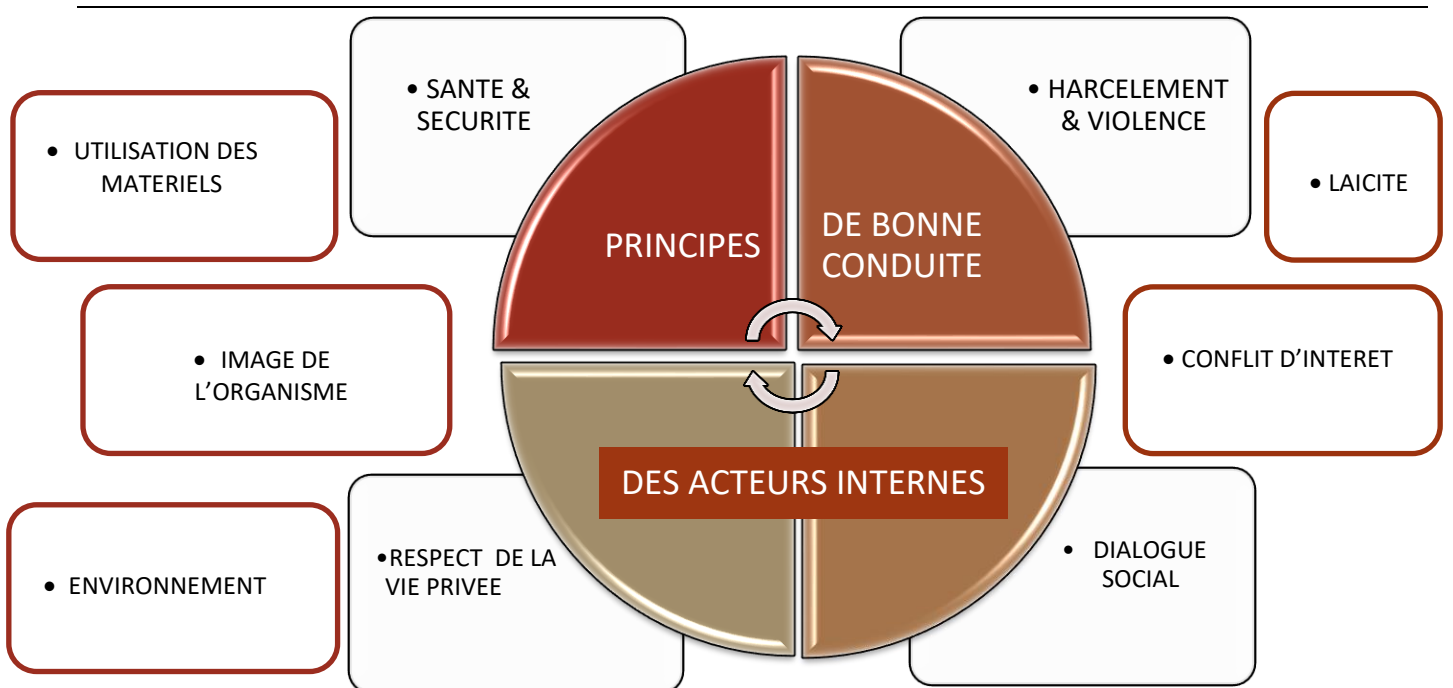 • SANTE &
SECURITE
• HARCELEMENT
& VIOLENCE
• UTILISATION DES
MATERIELS
• LAICITE
PRINCIPES
DE BONNE
CONDUITE
• IMAGE DE
L’ORGANISME
• CONFLIT D’INTERET
DES ACTEURS INTERNES
• ENVIRONNEMENT
•RESPECT DE LA
VIE PRIVEE
• DIALOGUE
SOCIAL